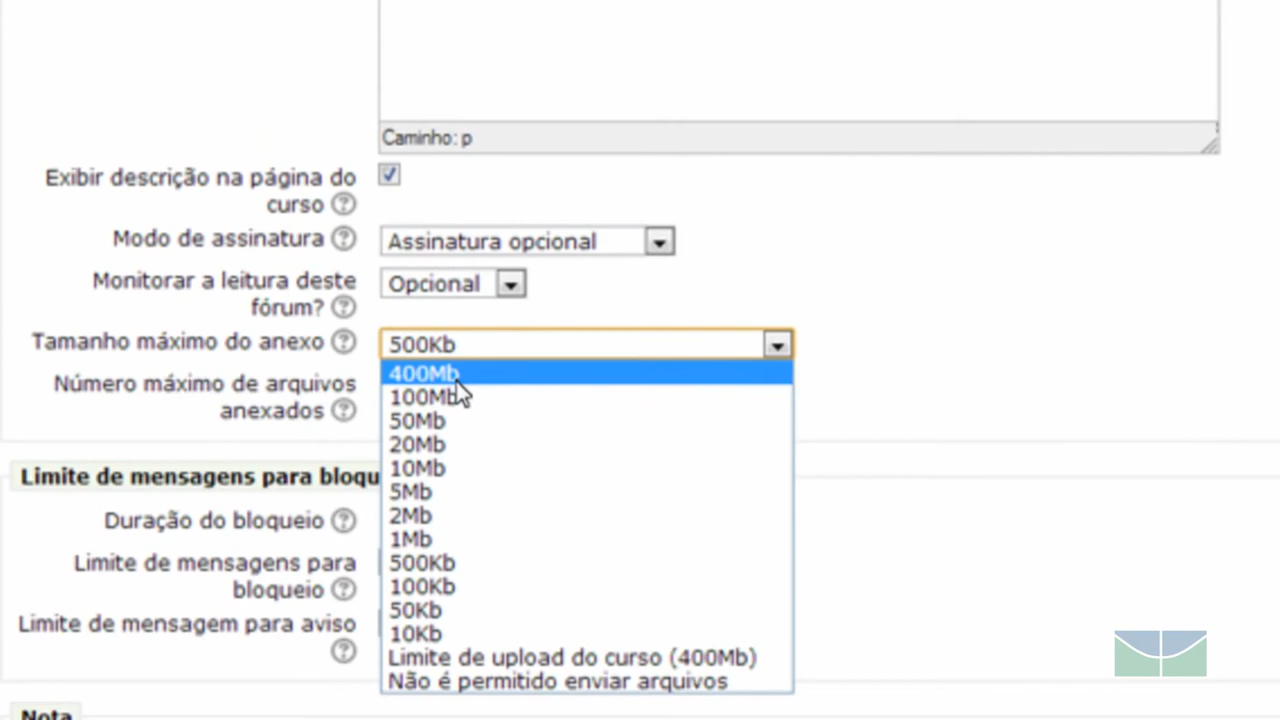 Caminho: p
Exibir descrição na página do
curso
Modo de assinatura
Assinatura opcional
Monitorar a leitura deste
fórum?
Opcional
Tamanho máximo do anexo
500Kb
400Mb
100Mb
50Mb
20Mb
10Mb
5Mb
2Mb
1Mb
500Kb
100Kb
50Kb
10Kb
Limite de upload do curso (400Mb)
Não é permitido enviar arquivos
Número máximo de arquivos
anexados
Limite de mensagens para bloqu
Duração do bloqueio
Limite de mensagens para
bloqueio
Limite de mensagem para aviso
Nota